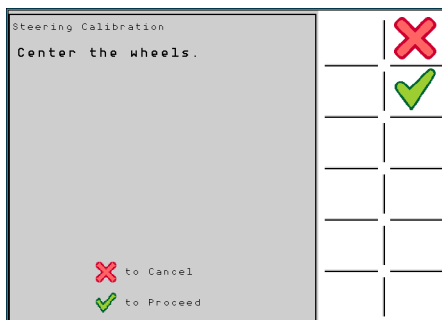 Steering Calibration
Center the wheels.
to Cancel
to Proceed